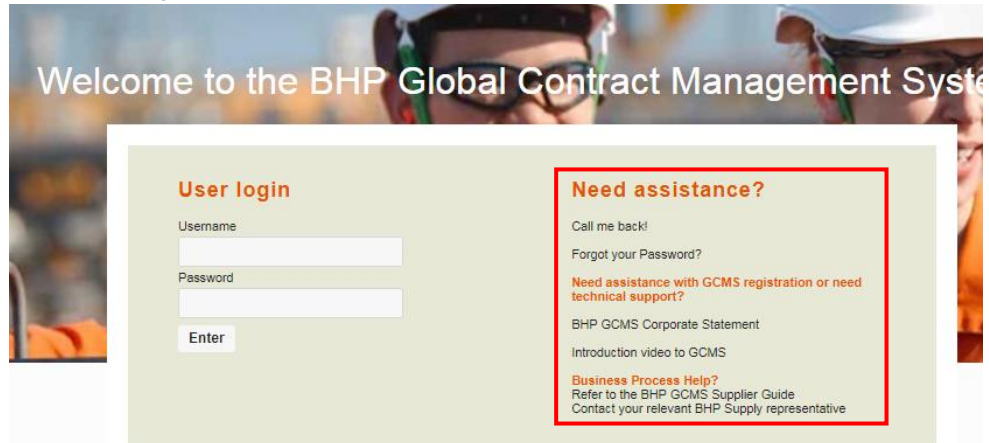 Welcome to the BHP Global Contract Management Syste
User login
Username
Password
Enter
Need assistance?
Call me back!
Forgot your Password?
Need assistance with GCMS registration or need
technical support?
BHP GCMS Corporate Statement
Introduction video to GCMS
Business Process Help?
Refer to the BHP GCMS Supplier Guide
Contact your relevant BHP Supply representative